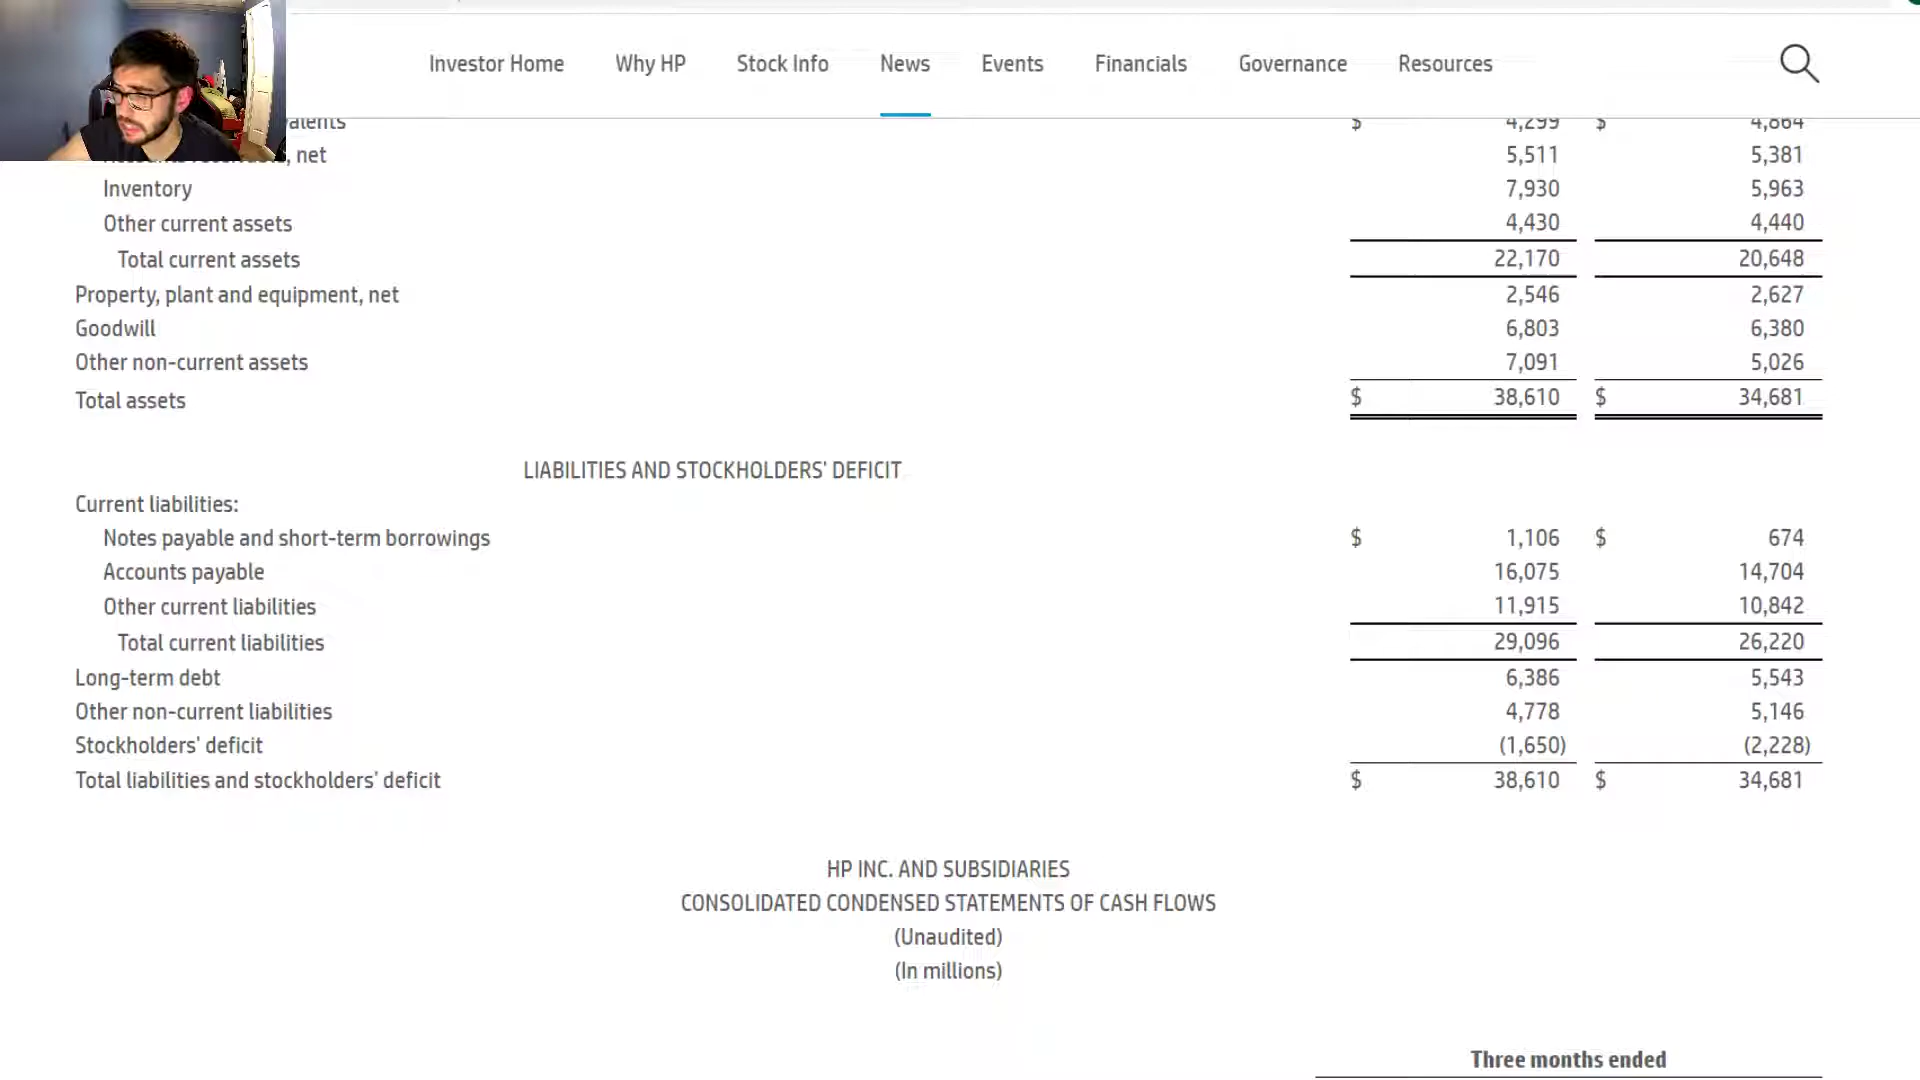 Investor Home Why HP Stock Info News Events Financials Governance Resources
$ 4,299 $ 4,864
, net 5,511 5,381
Inventory 7,930 5,963
Other current assets 4,430 4,440
Total current assets 22,170 20,648
Property, plant and equipment, net 2,546 2,627
Goodwill 6,803 6,380
Other non-current assets 7,091 5,026
Total assets $ 38,610 $ 34,681
LIABILITIES AND STOCKHOLDERS' DEFICIT
Current liabilities:
Notes payable and short-term borrowings $ 1,106 $ 674
Accounts payable 16,075 14,704
Other current liabilities 11,915 10,842
Total current liabilities 29,096 26,220
Long-term debt 6,386 5,543
Other non-current liabilities 4,778 5,146
Stockholders' deficit (1,650) (2,228)
Total liabilities and stockholders' deficit $ 38,610 $ 34,681
HP INC. AND SUBSIDIARIES
CONSOLIDATED CONDENSED STATEMENTS OF CASH FLOWS
(Unaudited)
(In millions)
Three months ended